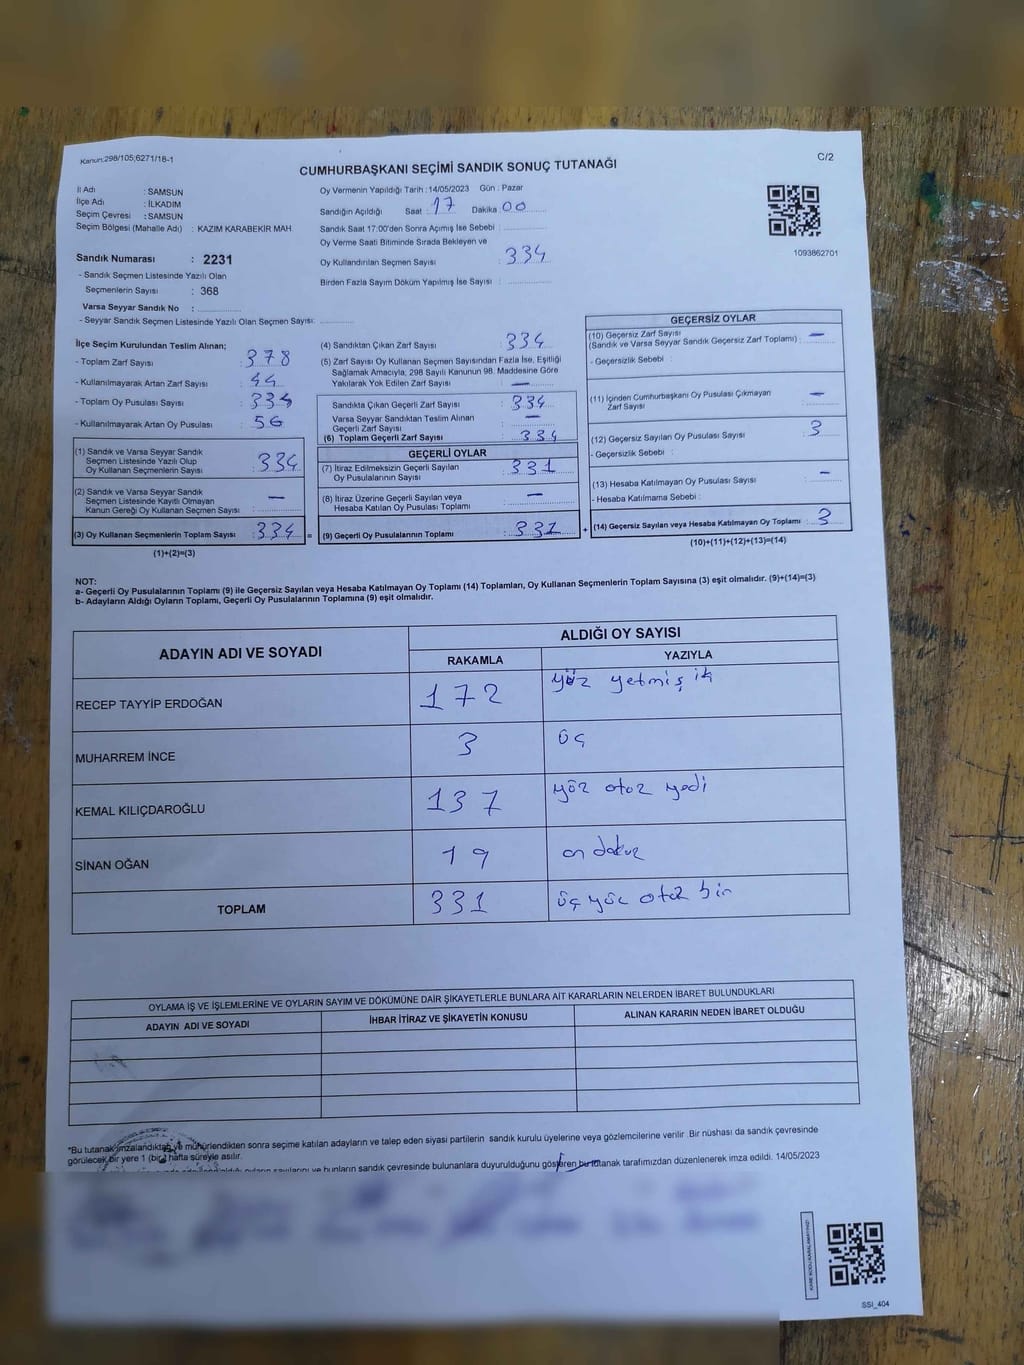 Kanun:298/105;6271/18-1
CUMHURBAŞKANI SEÇİMİ SANDIK SONUÇ TUTANAĞI
C/2
İl Adı : SAMSUN
İlçe Adı : İLKADIM
Seçim Çevresi : SAMSUN
Seçim Bölgesi (Mahalle Adı) : KAZIM KARABEKİR MAH
Sandık Numarası : 2231
- Sandık Seçmen Listesinde Yazılı Olan
Seçmenlerin Sayısı : 368
Varsa Seyyar Sandık No :
- Seyyar Sandık Seçmen Listesinde Yazılı Olan Seçmen Sayısı:
Oy Vermenin Yapıldığı Tarih : 14/05/2023 Gün : Pazar
Sandığın Açıldığı Saat : 17 Dakika : 00
Sandık Saat 17:00'den Sonra Açımış İse Sebebi :
Oy Verme Saati Bitiminde Sırada Bekleyen ve
Oy Kullandırılan Seçmen Sayısı : 334
Birden Fazla Sayım Döküm Yapılmış İse Sayısı :
1093862701
İlçe Seçim Kurulundan Teslim Alınan;
- Toplam Zarf Sayısı : 378
- Kullanılmayarak Artan Zarf Sayısı : 44
- Toplam Oy Pusulası Sayısı : 334
- Kullanılmayarak Artan Oy Pusulası : 56
(1) Sandık ve Varsa Seyyar Sandık
Seçmen Listesinde Yazılı Olup
Oy Kullanan Seçmenlerin Sayısı : 334
(2) Sandık ve Varsa Seyyar Sandık
Seçmen Listesinde Kayıtlı Olmayan
Kanun Gereği Oy Kullanan Seçmen Sayısı : —
(3) Oy Kullanan Seçmenlerin Toplam Sayısı : 334 =
(1)+(2)=(3)
(4) Sandıktan Çıkan Zarf Sayısı : 334
(5) Zarf Sayısı Oy Kullanan Seçmen Sayısından Fazla İse, Eşitliği
Sağlamak Amacıyla, 298 Sayılı Kanunun 98. Maddesine Göre
Yakılarak Yok Edilen Zarf Sayısı : —
Sandıkta Çıkan Geçerli Zarf Sayısı : 334
Varsa Seyyar Sandıktan Teslim Alınan
Geçerli Zarf Sayısı : —
(6) Toplam Geçerli Zarf Sayısı : 334
GEÇERLİ OYLAR
(7) İtiraz Edilmeksizin Geçerli Sayılan
Oy Pusulalarının Sayısı : 331
(8) İtiraz Üzerine Geçerli Sayılan veya
Hesaba Katılan Oy Pusulası Toplamı : —
(9) Geçerli Oy Pusulalarının Toplamı : 331 +
GEÇERSİZ OYLAR
(10) Geçersiz Zarf Sayısı
(Sandık ve Varsa Seyyar Sandık Geçersiz Zarf Toplamı) : —
- Geçersizlik Sebebi :
(11) İçinden Cumhurbaşkanı Oy Pusulası Çıkmayan
Zarf Sayısı : —
(12) Geçersiz Sayılan Oy Pusulası Sayısı : 3
- Geçersizlik Sebebi :
(13) Hesaba Katılmayan Oy Pusulası Sayısı : —
- Hesaba Katılmama Sebebi :
(14) Geçersiz Sayılan veya Hesaba Katılmayan Oy Toplamı : 3
(10)+(11)+(12)+(13)=(14)
NOT:
a- Geçerli Oy Pusulalarının Toplamı (9) ile Geçersiz Sayılan veya Hesaba Katılmayan Oy Toplamı (14) Toplamları, Oy Kullanan Seçmenlerin Toplam Sayısına (3) eşit olmalıdır. (9)+(14)=(3)
b- Adayların Aldığı Oyların Toplamı, Geçerli Oy Pusulalarının Toplamına (9) eşit olmalıdır.
ADAYIN ADI VE SOYADI ALDIĞI OY SAYISI
RAKAMLA YAZIYLA
RECEP TAYYİP ERDOĞAN 172 yüz yetmiş iki
MUHARREM İNCE 3 üç
KEMAL KILIÇDAROĞLU 137 yüz otuz yedi
SİNAN OĞAN 19 on dokuz
TOPLAM 331 üç yüz otuz bir
OYLAMA İŞ VE İŞLEMLERİNE VE OYLARIN SAYIM VE DÖKÜMÜNE DAİR ŞİKAYETLERLE BUNLARA AİT KARARLARIN NELERDEN İBARET BULUNDUKLARI
ADAYIN ADI VE SOYADI İHBAR İTİRAZ VE ŞİKAYETİN KONUSU ALINAN KARARIN NEDEN İBARET OLDUĞU
*Bu tutanak imzalandıktan ve mühürlendikten sonra seçime katılan adayların ve talep eden siyasi partilerin sandık kurulu üyelerine veya gözlemcilerine verilir. Bir nüshası da sandık çevresinde
görülecek bir yere 1 (bir) hafta süreyle asılır.
oyların sayılarını ve bunların sandık çevresinde bulunanlara duyurulduğunu gösteren bu tutanak tarafımızdan düzenlenerek imza edildi. 14/05/2023
SSI_404